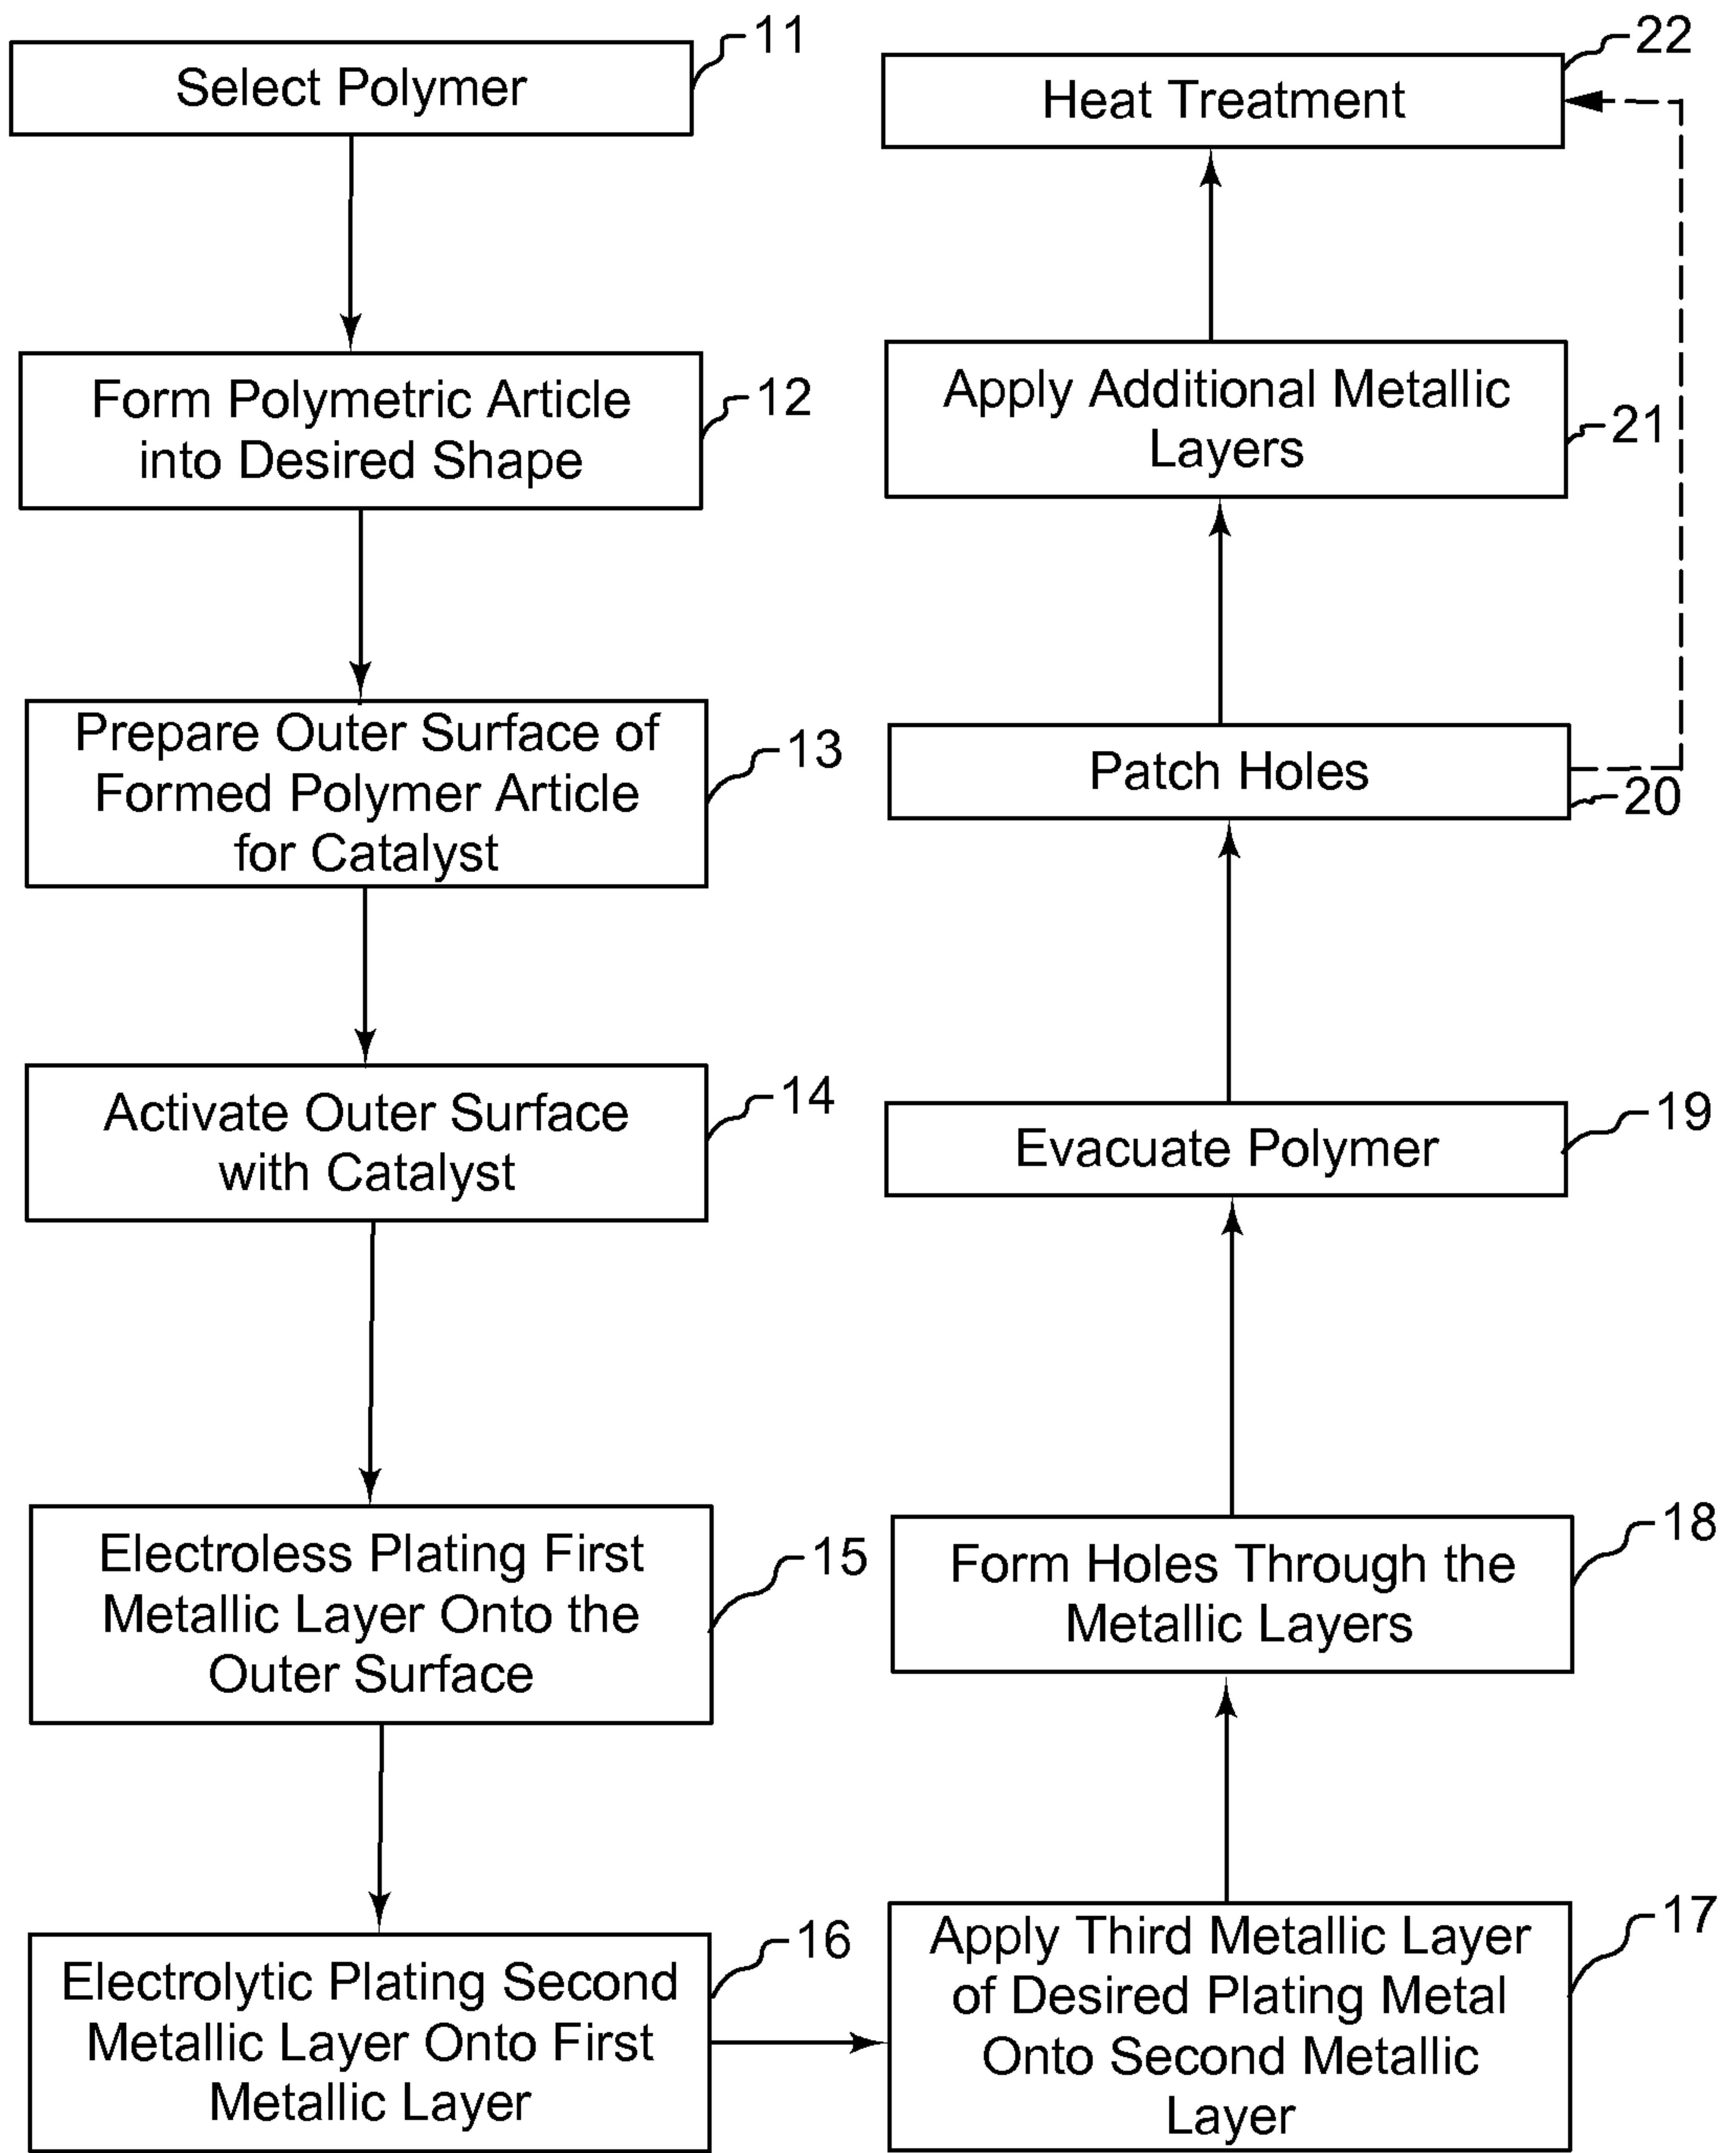 Select Polymer
11
Form Polymetric Article
into Desired Shape
12
Prepare Outer Surface of
Formed Polymer Article
for Catalyst
13
Activate Outer Surface
with Catalyst
14
Electroless Plating First
Metallic Layer Onto the
Outer Surface
15
Electrolytic Plating Second
Metallic Layer Onto First
Metallic Layer
16
Apply Third Metallic Layer
of Desired Plating Metal
Onto Second Metallic
Layer
17
Form Holes Through the
Metallic Layers
18
Evacuate Polymer
19
Patch Holes
20
Apply Additional Metallic
Layers
21
Heat Treatment
22